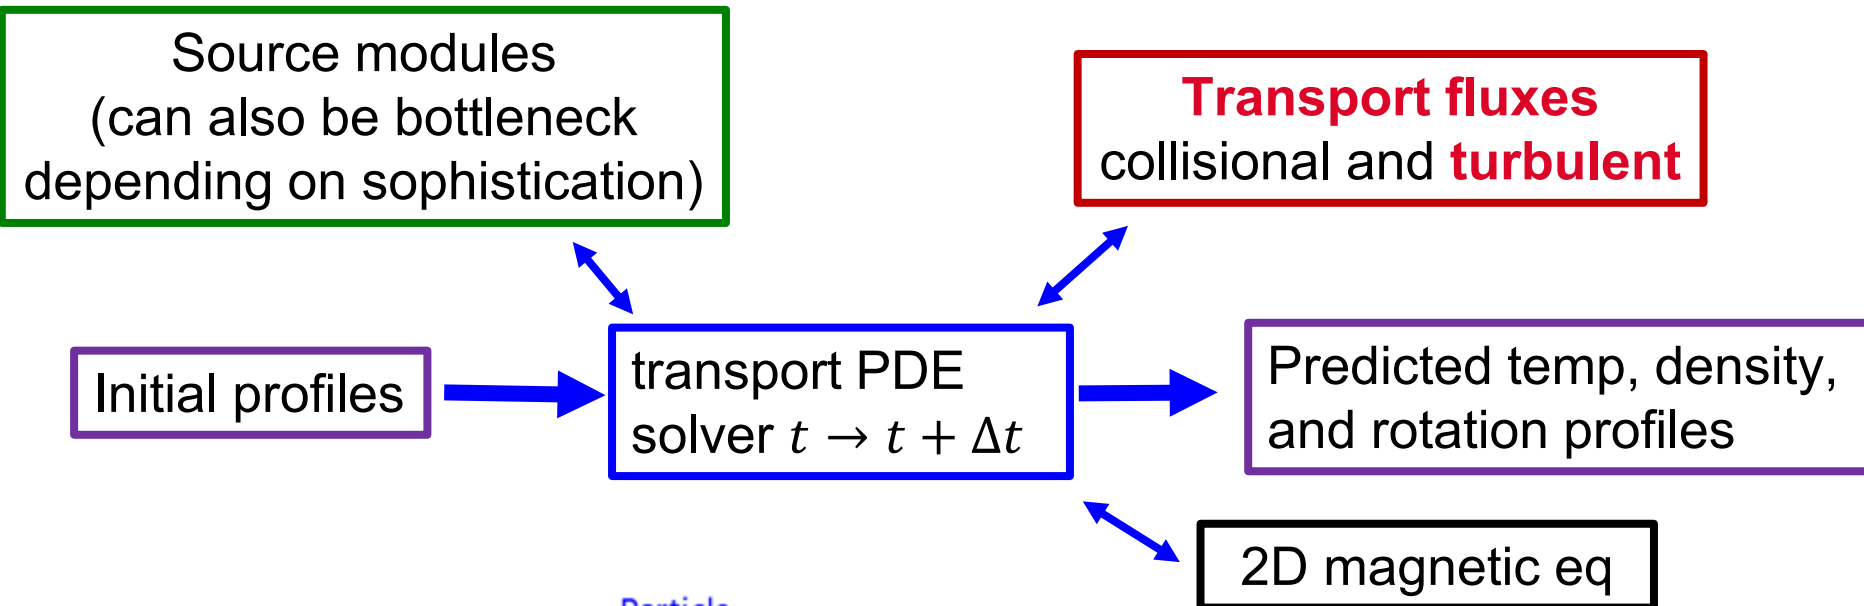 Source modules
(can also be bottleneck
depending on sophistication)
Transport fluxes
collisional and turbulent
Initial profiles
transport PDE
solver t → t + Δt
Predicted temp, density,
and rotation profiles
2D magnetic eq
Particle